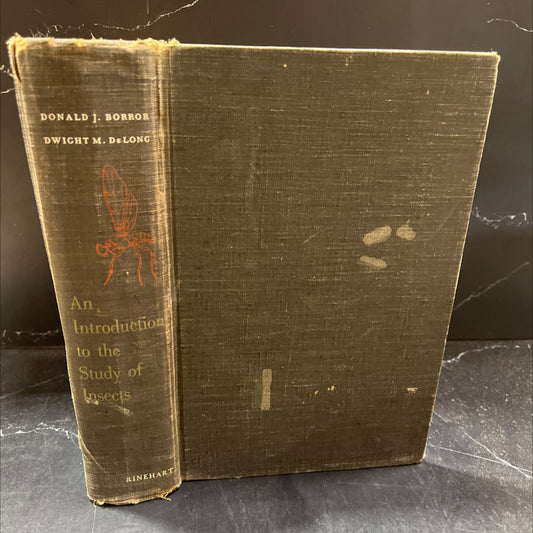 DONALD J. BORROR
DWIGHT M. DeLONG
An
Introduction
to the
Study of
Insects
RINEHART